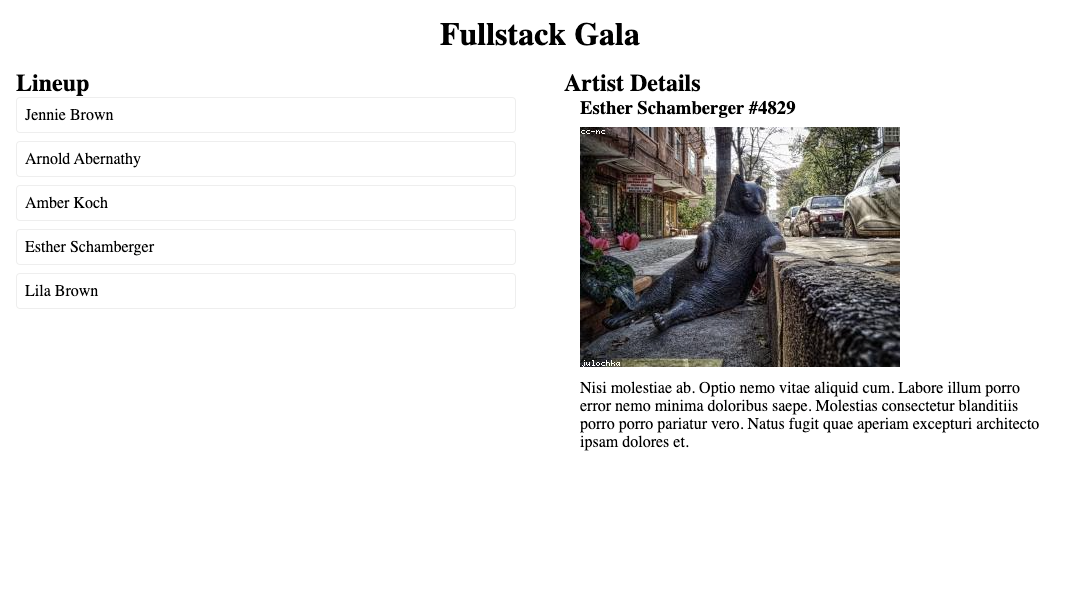 Fullstack Gala
Lineup
Jennie Brown
Arnold Abernathy
Amber Koch
Esther Schamberger
Lila Brown
Artist Details
Esther Schamberger #4829
cc-nc
julochka
Nisi molestiae ab. Optio nemo vitae aliquid cum. Labore illum porro
error nemo minima doloribus saepe. Molestias consectetur blanditiis
porro porro pariatur vero. Natus fugit quae aperiam excepturi architecto
ipsam dolores et.